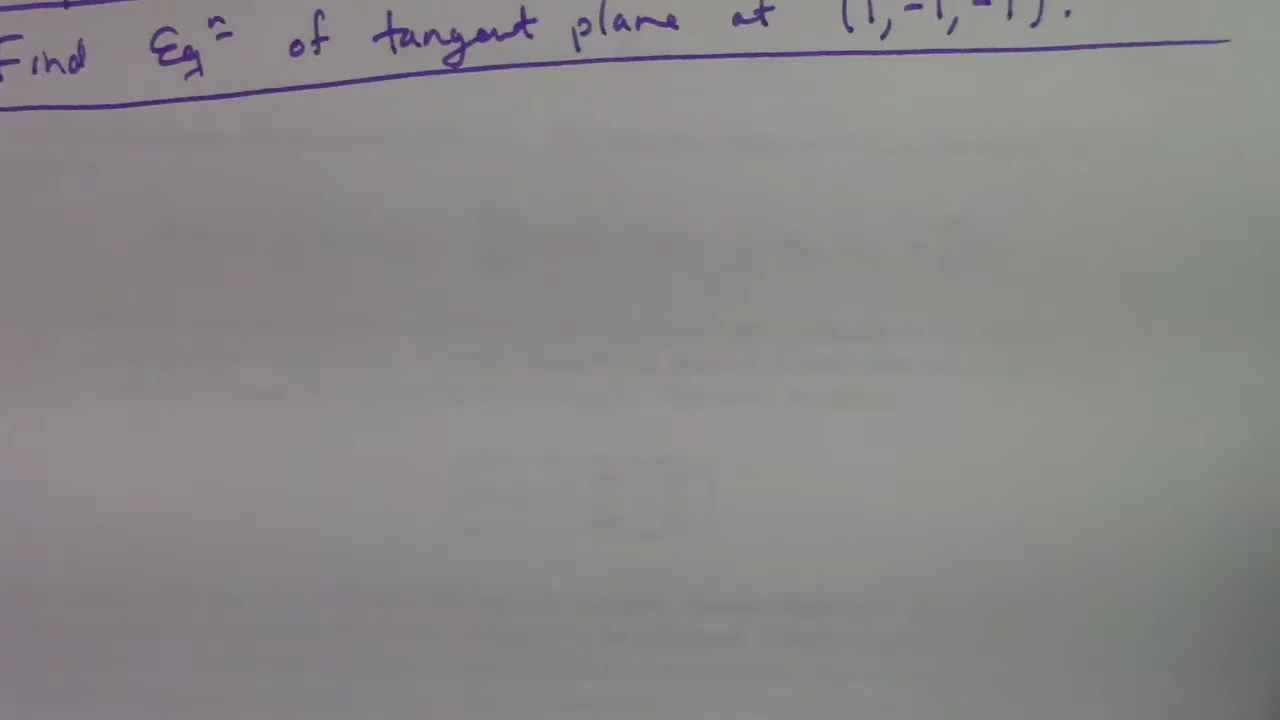 Find Eqⁿ of tangent plane at (1,-1,-1).